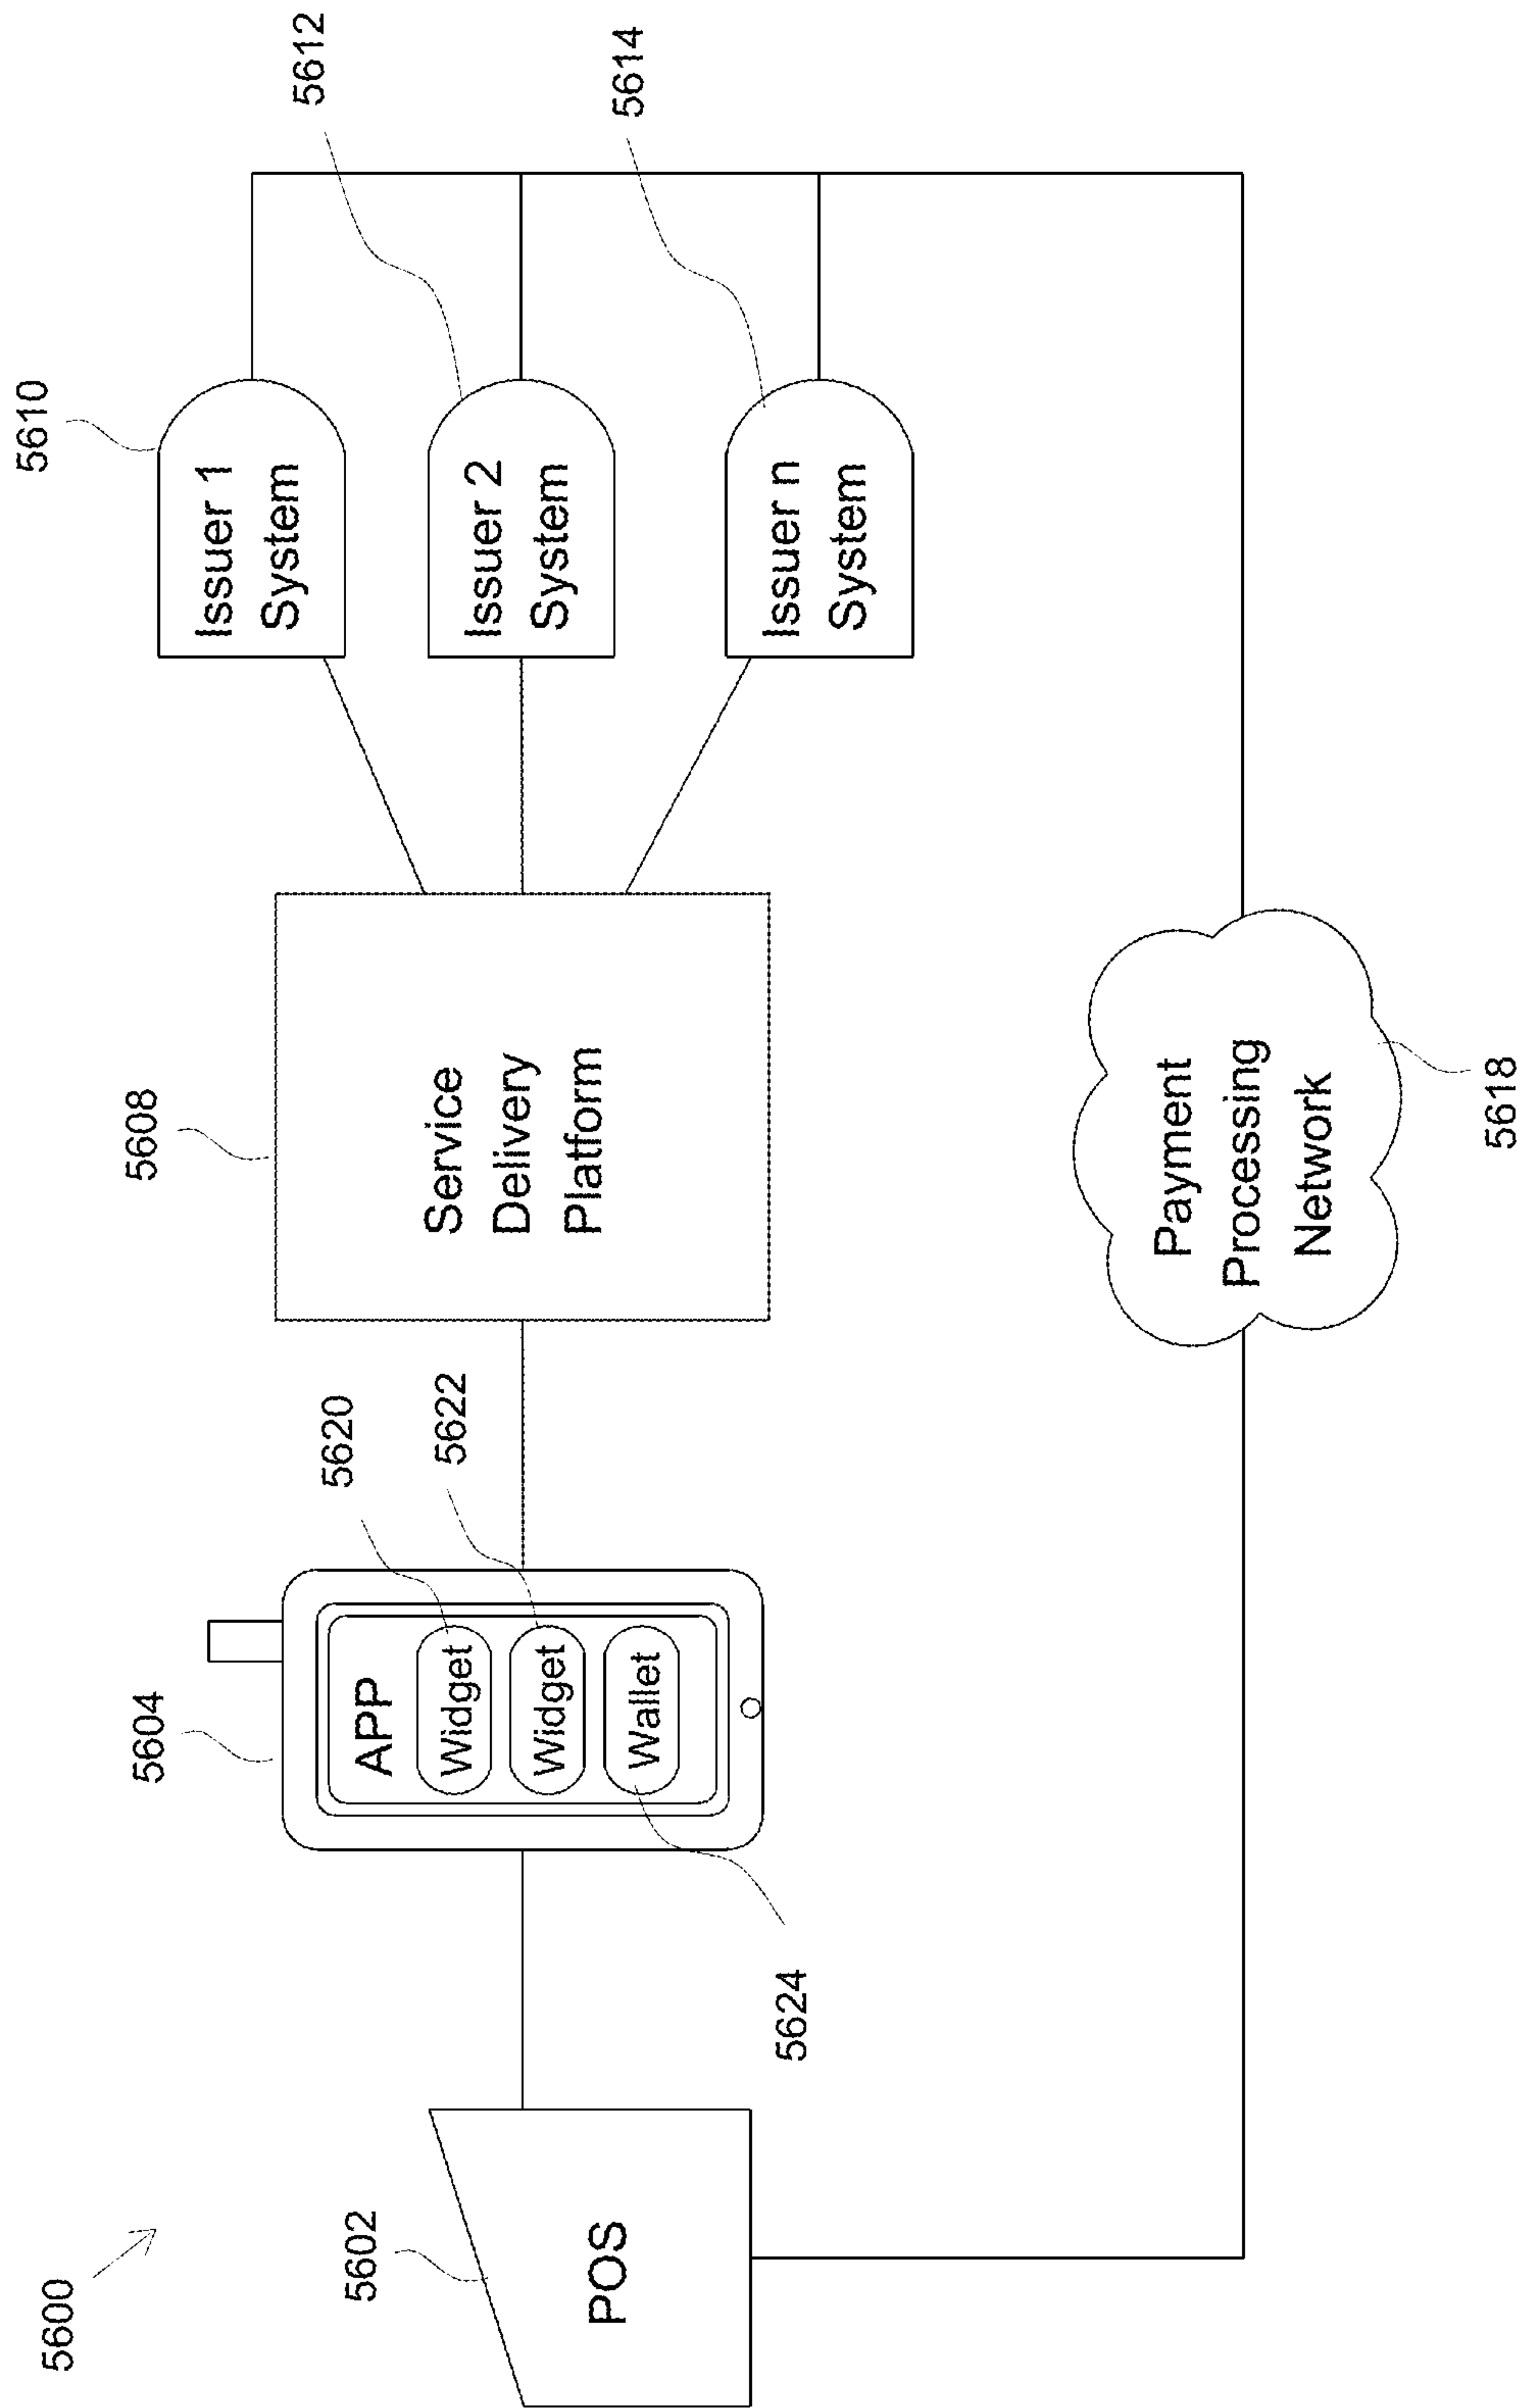 5600
5602
POS
5604
APP
Widget
Widget
Wallet
5620
5622
5624
5608
Service
Delivery
Platform
5610
Issuer 1
System
5612
Issuer 2
System
5614
Issuer n
System
Payment
Processing
Network
5618